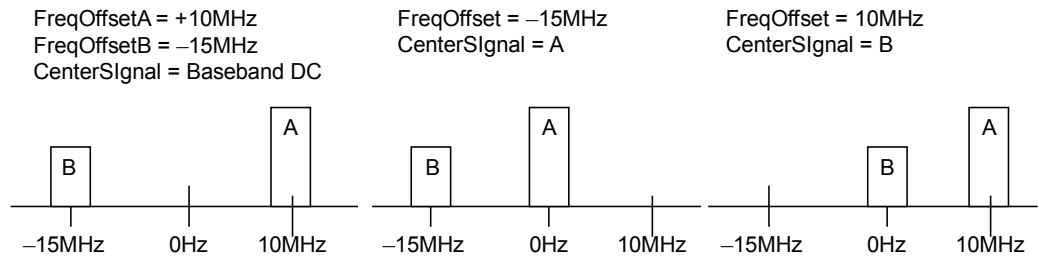 FreqOffsetA = +10MHz
FreqOffsetB = –15MHz
CenterSIgnal = Baseband DC
A
B
–15MHz 0Hz 10MHz
FreqOffset = –15MHz
CenterSIgnal = A
A
B
–15MHz 0Hz 10MHz
FreqOffset = 10MHz
CenterSIgnal = B
A
B
–15MHz 0Hz 10MHz